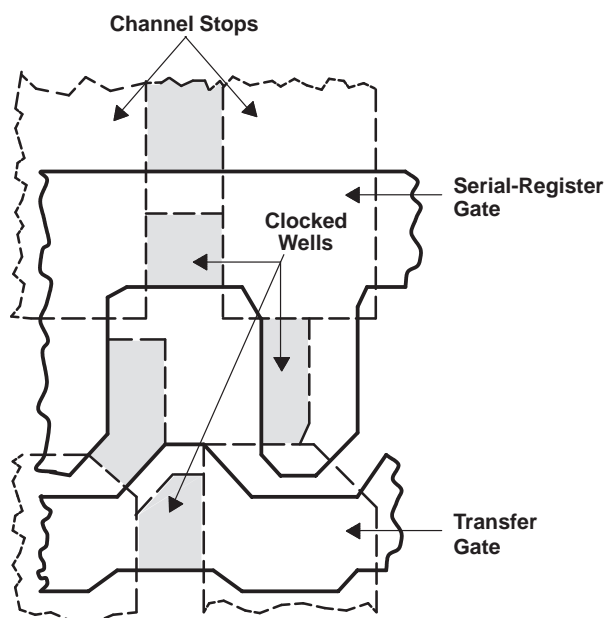 Channel Stops
Serial-Register
Gate
Clocked
Wells
Transfer
Gate